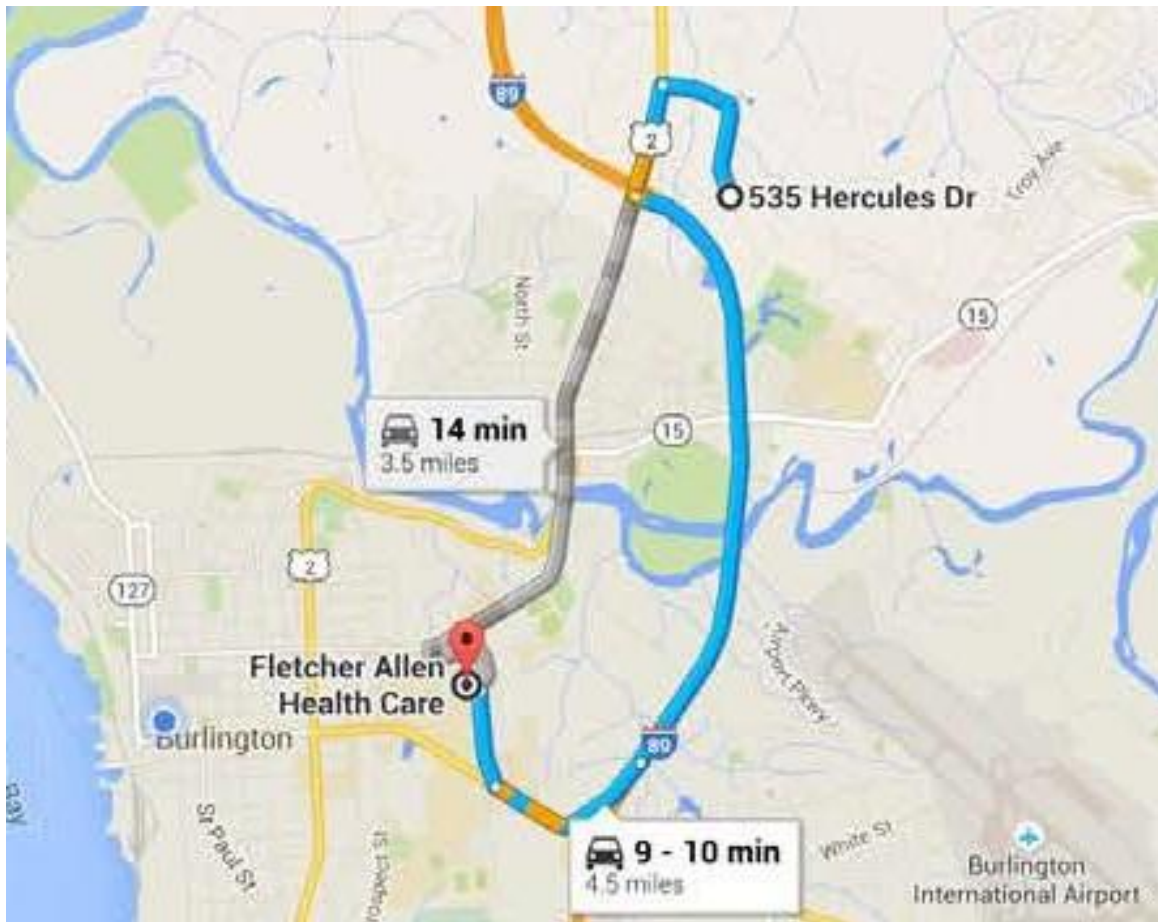 89
2
535 Hercules Dr
Troy Ave
North St
15
14 min
3.5 miles
15
2
127
Fletcher Allen
Health Care
Airport Pkwy
Burlington
89
Bay
St Paul St
9 - 10 min
4.5 miles
White St
Burlington
International Airport